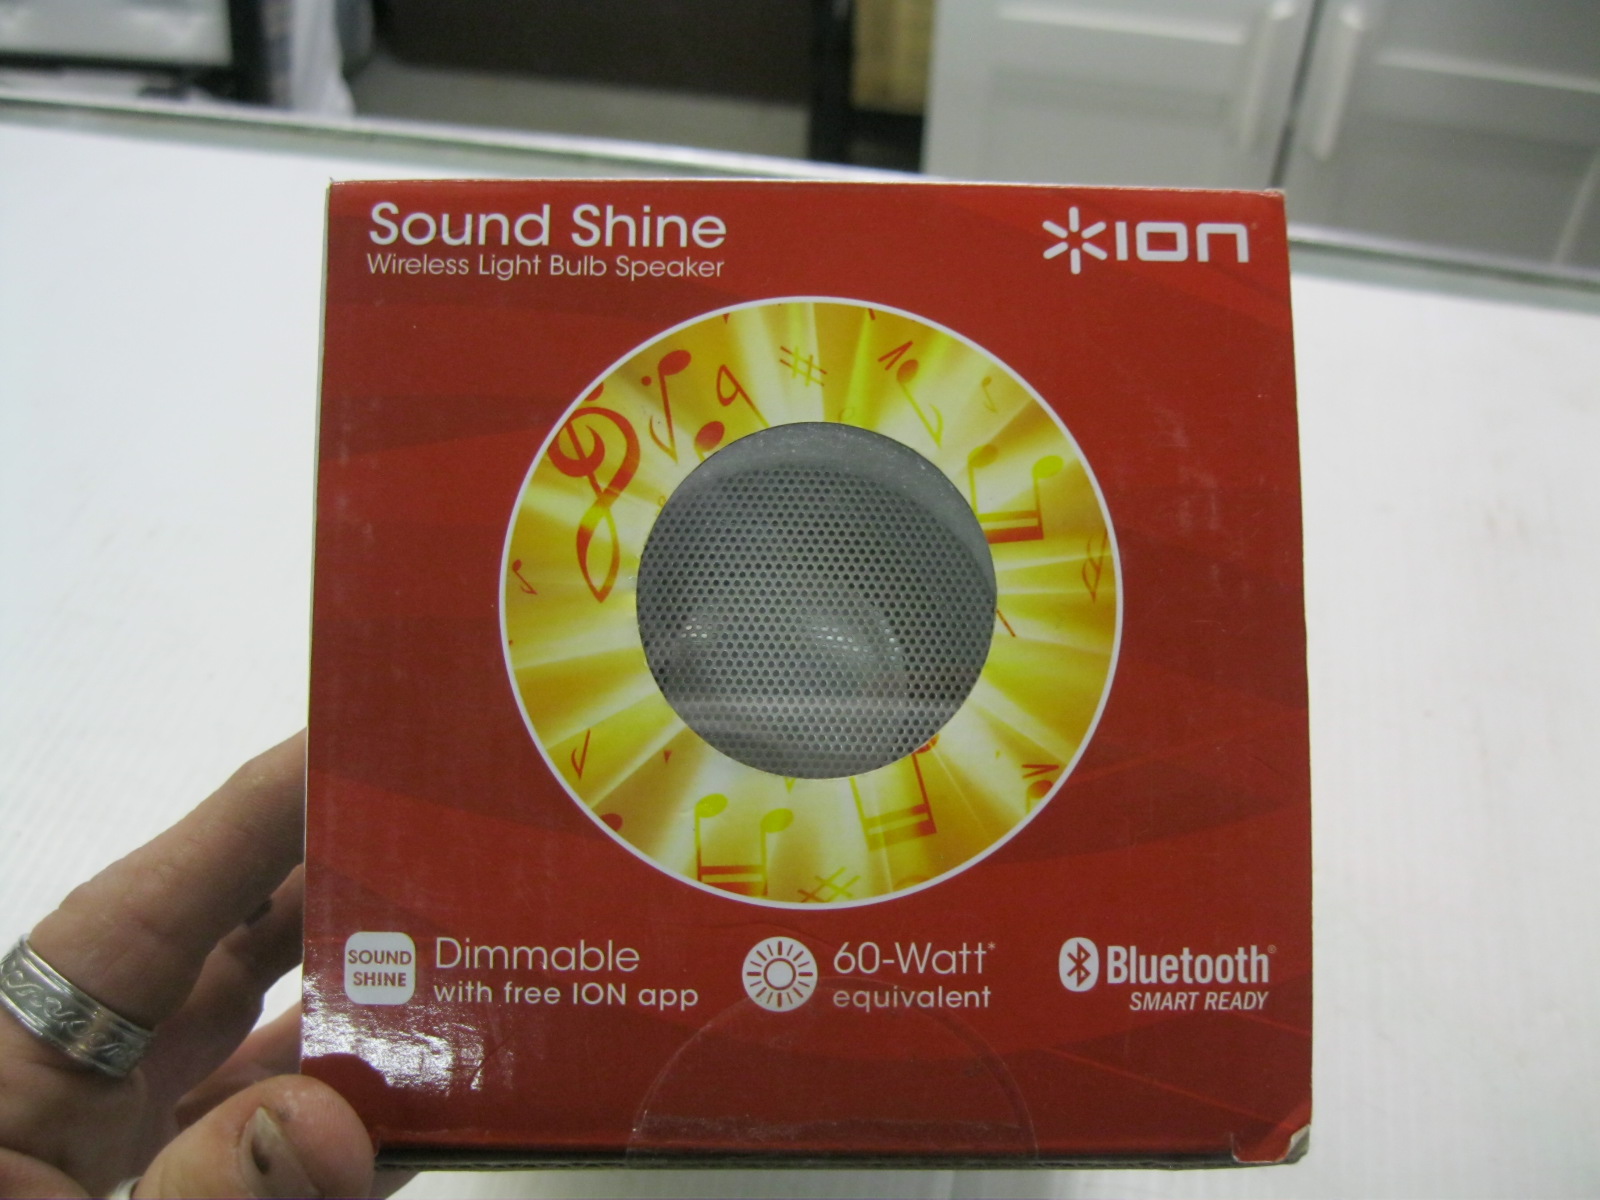 Sound Shine
Wireless Light Bulb Speaker
ION
SOUND
SHINE
Dimmable
with free ION app
60-Watt*
equivalent
Bluetooth®
SMART READY